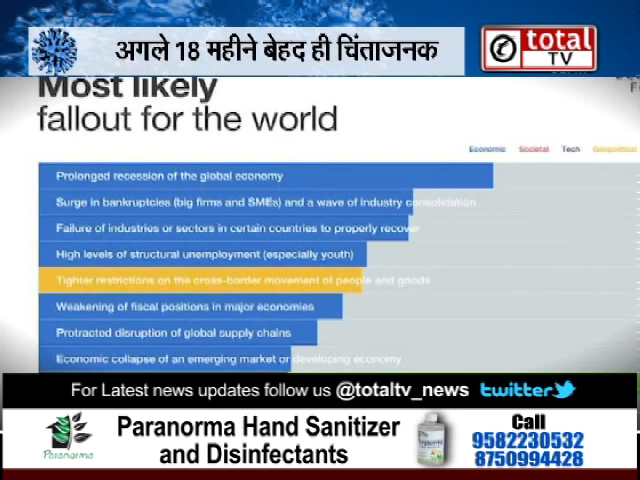 अगले 18 महीने बेहद ही चिंताजनक
total
TV
Most likely
fallout for the world
Economic Societal Tech Geopolitical
Prolonged recession of the global economy
Surge in bankruptcies (big firms and SMEs) and a wave of industry consolidation
Failure of industries or sectors in certain countries to properly recover
High levels of structural unemployment (especially youth)
Tighter restrictions on the cross-border movement of people and goods
Weakening of fiscal positions in major economies
Protracted disruption of global supply chains
Economic collapse of an emerging market or developing economy
For Latest news updates follow us @totaltv_news twitter
Paranorma
Paranorma Hand Sanitizer
and Disinfectants
Call
9582230532
8750994428